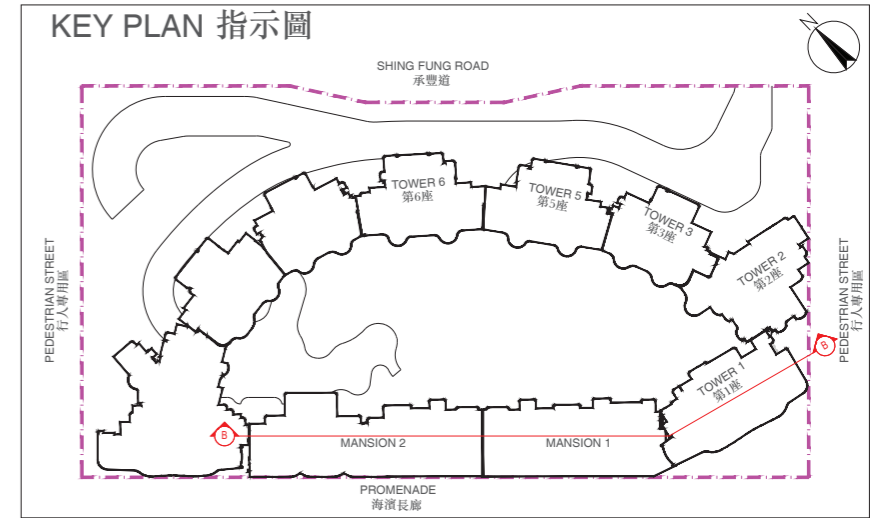 KEY PLAN 指示圖
N
SHING FUNG ROAD
承豐道
TOWER 6
第6座
TOWER 5
第5座
TOWER 3
第3座
TOWER 2
第2座
PEDESTRIAN STREET
行人專用區
PEDESTRIAN STREET
行人專用區
B
TOWER 1
第1座
B
MANSION 2
MANSION 1
PROMENADE
海濱長廊